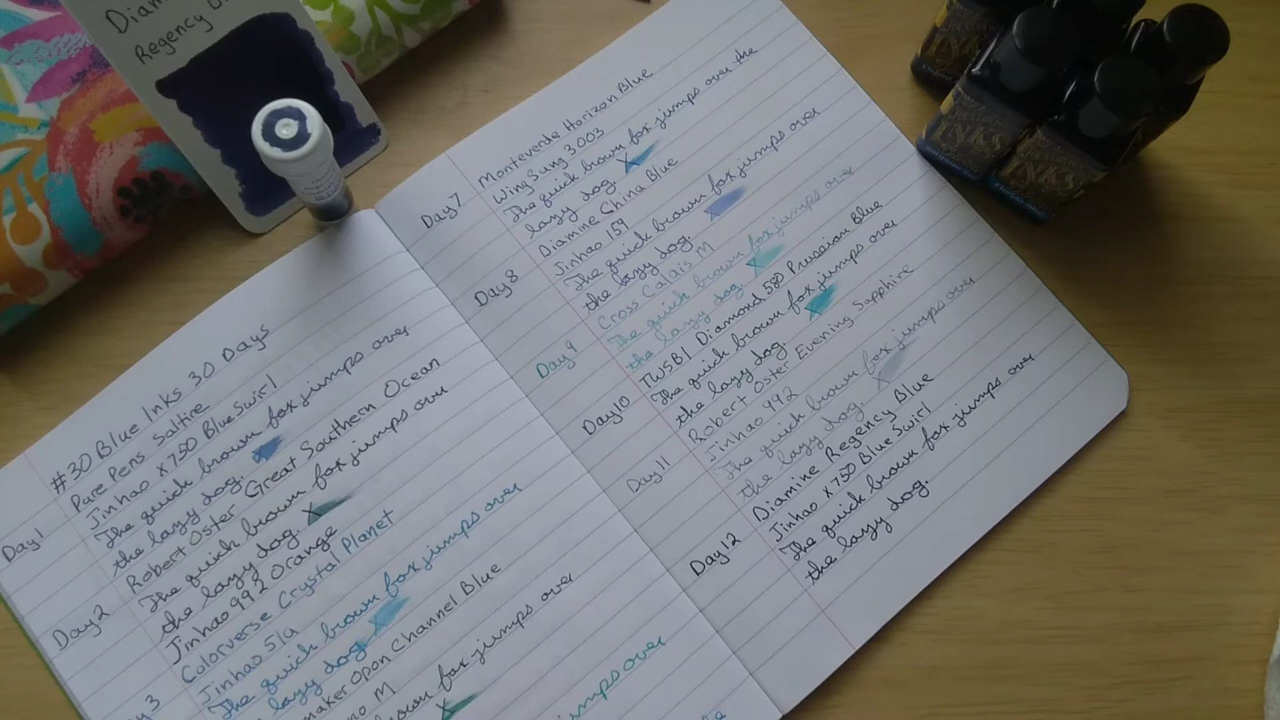 Diam
Regency
#30 Blue Inks 30 Days
Day1
Pure Pens Saltire
Jinhao x750 Blue Swirl
The quick brown fox jumps over
the lazy dog.
Day2
Robert Oster Great Southern Ocean
The quick brown fox jumps over
the lazy dog.
Jinhao 992 Orange
y 3
Colorverse Crystal Planet
Jinhao 51a
The quick brown fox jumps over
lazy dog.
maker Open Channel Blue
no M
rown fox jumps over
umps over
Day7
Monteverde Horizon Blue
Wing Sung 3003
The quick brown fox jumps over the
lazy dog.
Day8
Diamine China Blue
Jinhao 159
The quick brown fox jumps over
the lazy dog.
Day9
Cross Calais M
The quick brown fox jumps over
the lazy dog
Day10
TWSBI Diamond 580 Prussian Blue
The quick brown fox jumps over
the lazy dog.
Day11
Robert Oster Evening Sapphire
Jinhao 992
The quick brown fox jumps over
the lazy dog.
Day12
Diamine Regency Blue
Jinhao x750 Blue Swirl
The quick brown fox jumps over
the lazy dog.
INKS
INKS